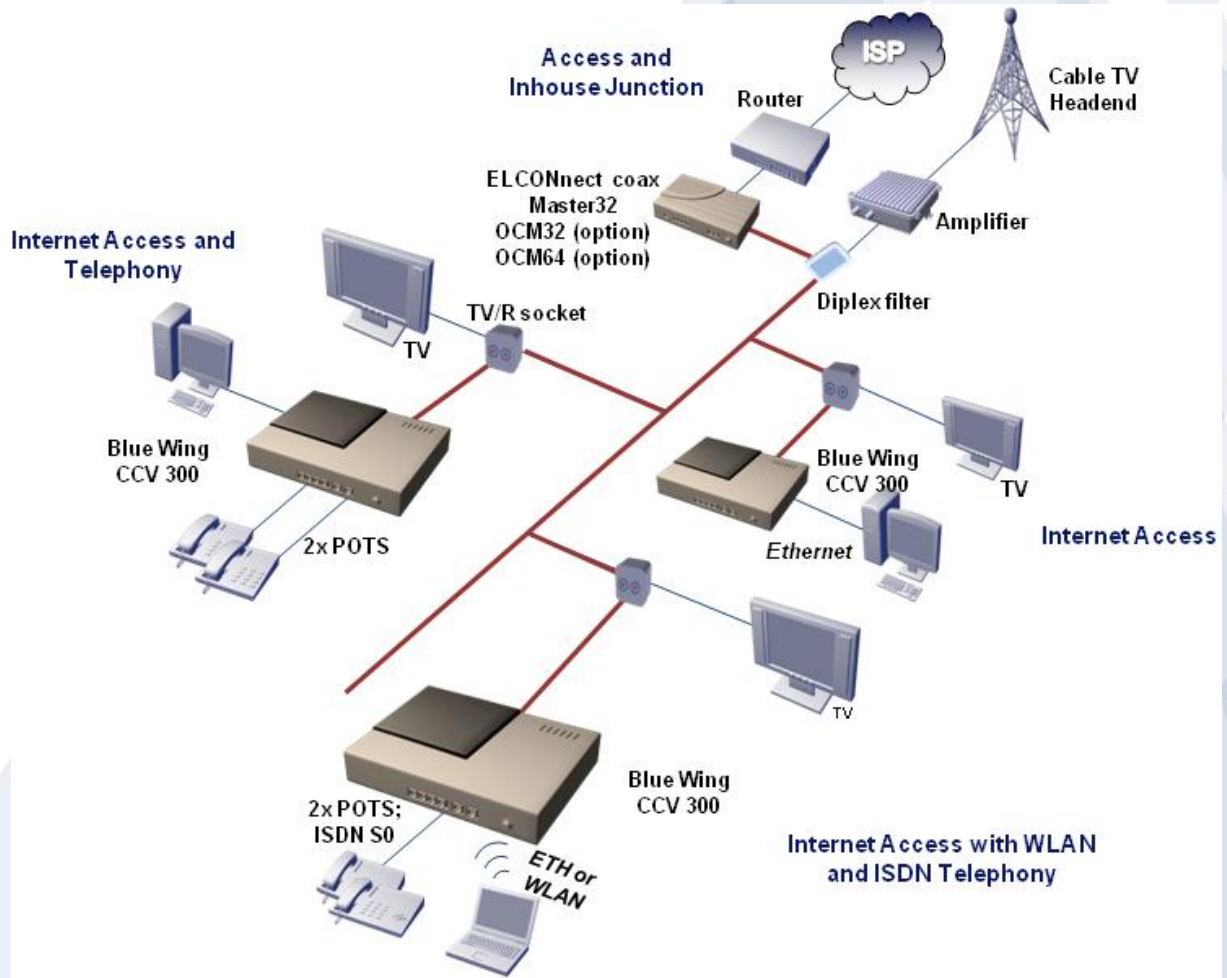 Access and
Inhouse Junction
ISP
Cable TV
Headend
Router
ELCONnect coax
Master32
OCM32 (option)
OCM64 (option)
Amplifier
Diplex filter
Internet Access and
Telephony
TV/R socket
TV
Blue Wing
CCV 300
2x POTS
Blue Wing
CCV 300
TV
Ethernet
Internet Access
TV
Blue Wing
CCV 300
2x POTS;
ISDN S0
ETH or
WLAN
Internet Access with WLAN
and ISDN Telephony